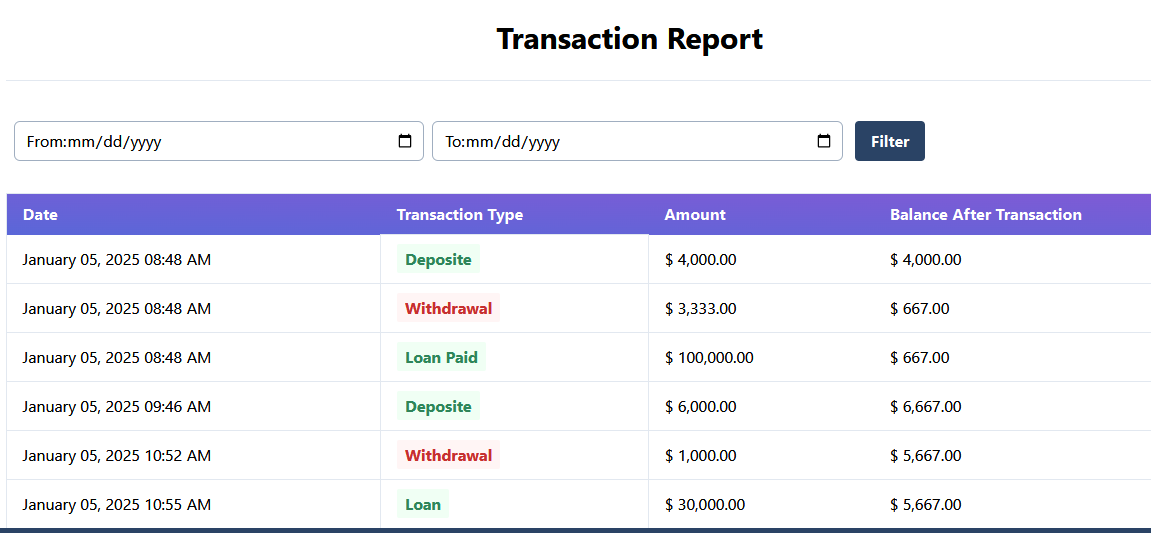 Transaction Report
From:mm/dd/yyyy To:mm/dd/yyyy Filter
Date Transaction Type Amount Balance After Transaction
January 05, 2025 08:48 AM Deposite $ 4,000.00 $ 4,000.00
January 05, 2025 08:48 AM Withdrawal $ 3,333.00 $ 667.00
January 05, 2025 08:48 AM Loan Paid $ 100,000.00 $ 667.00
January 05, 2025 09:46 AM Deposite $ 6,000.00 $ 6,667.00
January 05, 2025 10:52 AM Withdrawal $ 1,000.00 $ 5,667.00
January 05, 2025 10:55 AM Loan $ 30,000.00 $ 5,667.00